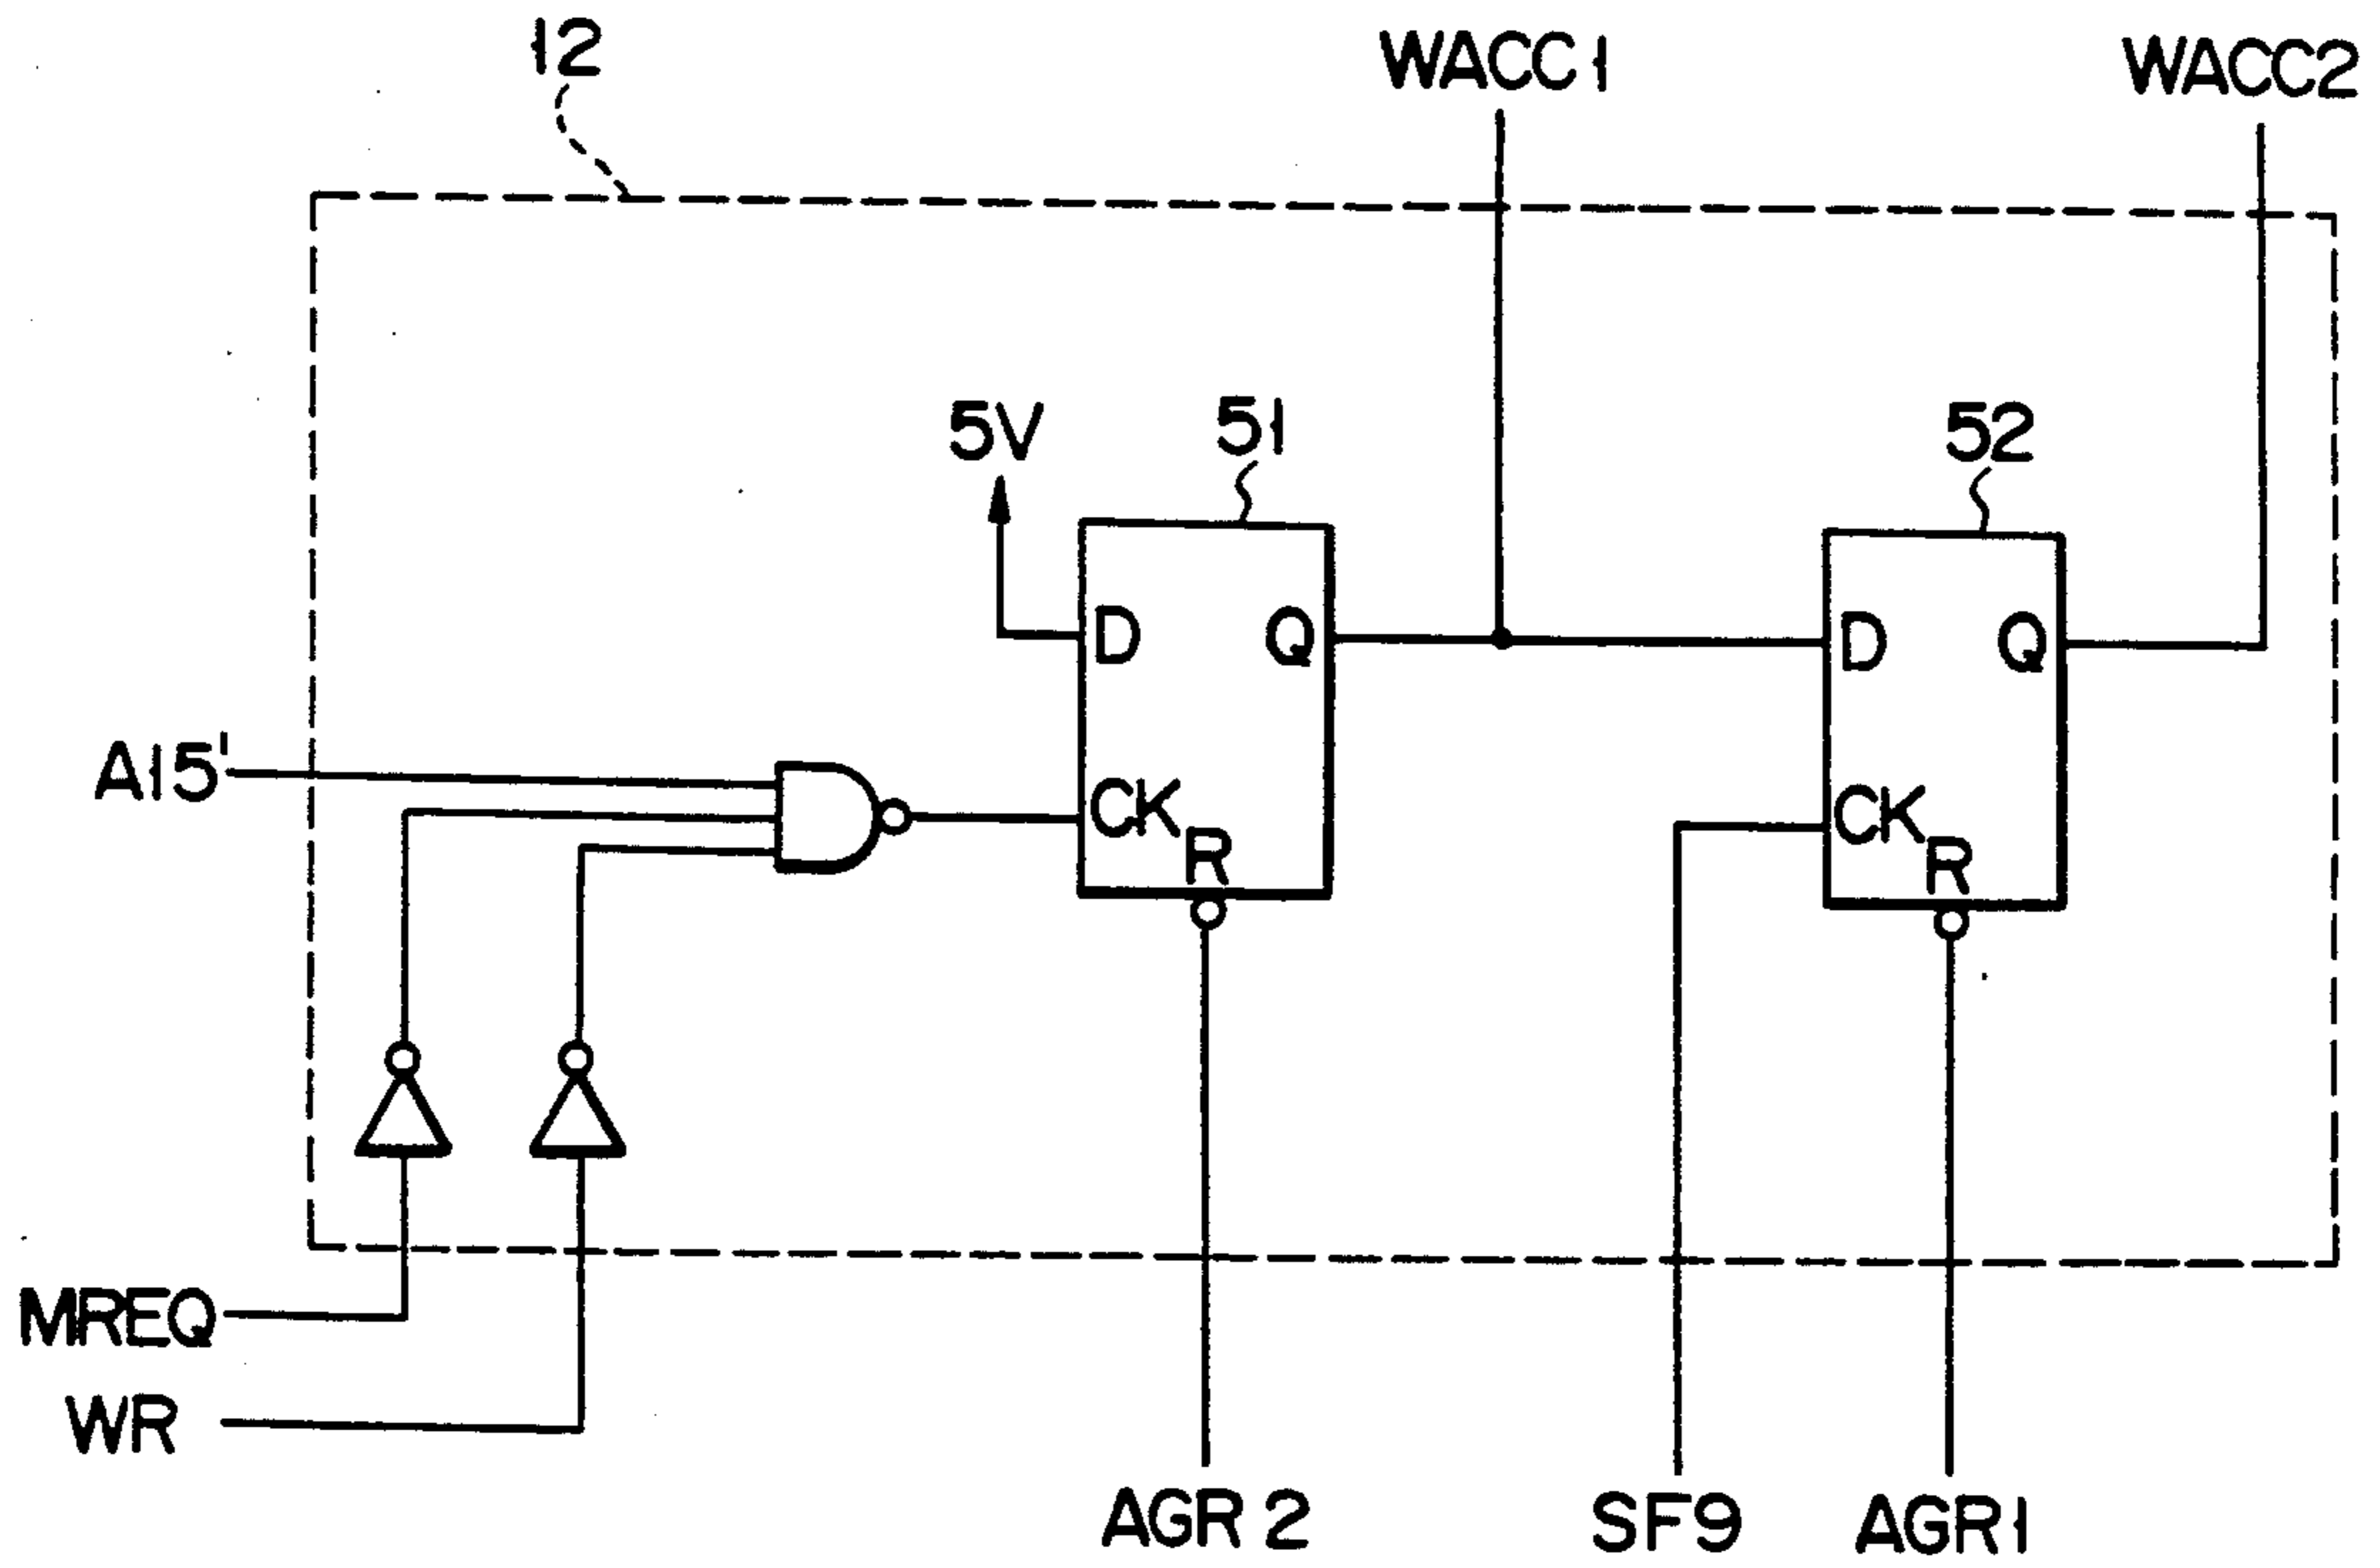 12
WACC1
WACC2
5V
51
52
D
Q
D
Q
A15'
CK
R
CK
R
MREQ
WR
AGR2
SF9
AGR1